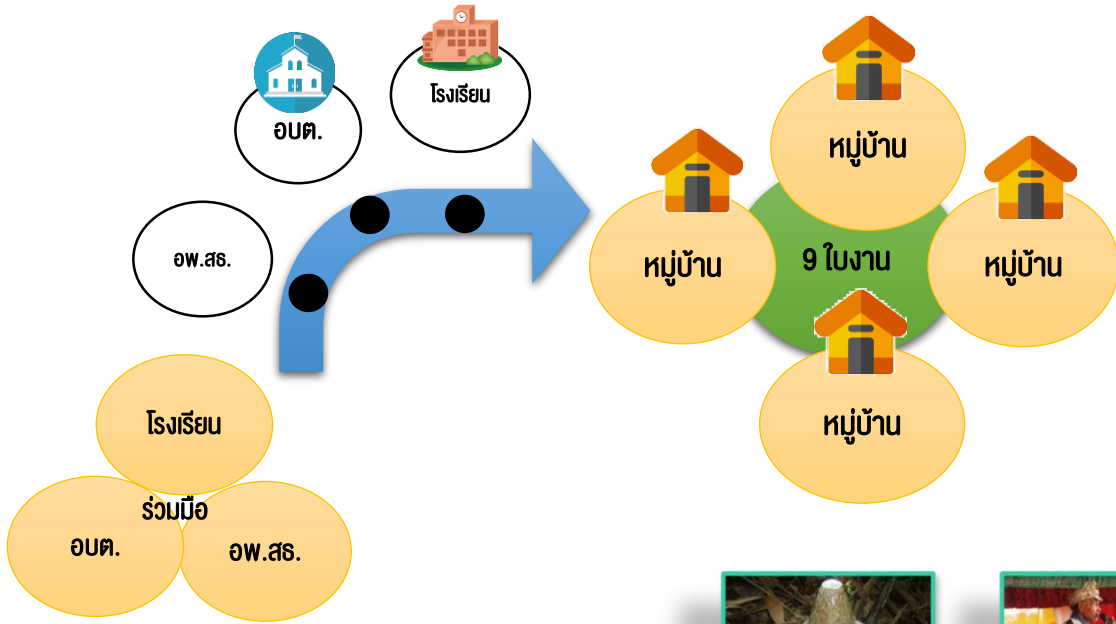 โรงเรียน
อบต.
อพ.สธ.
โรงเรียน
ร่วมมือ
อบต.
อพ.สธ.
หมู่บ้าน
หมู่บ้าน
9 ใบงาน
หมู่บ้าน
หมู่บ้าน